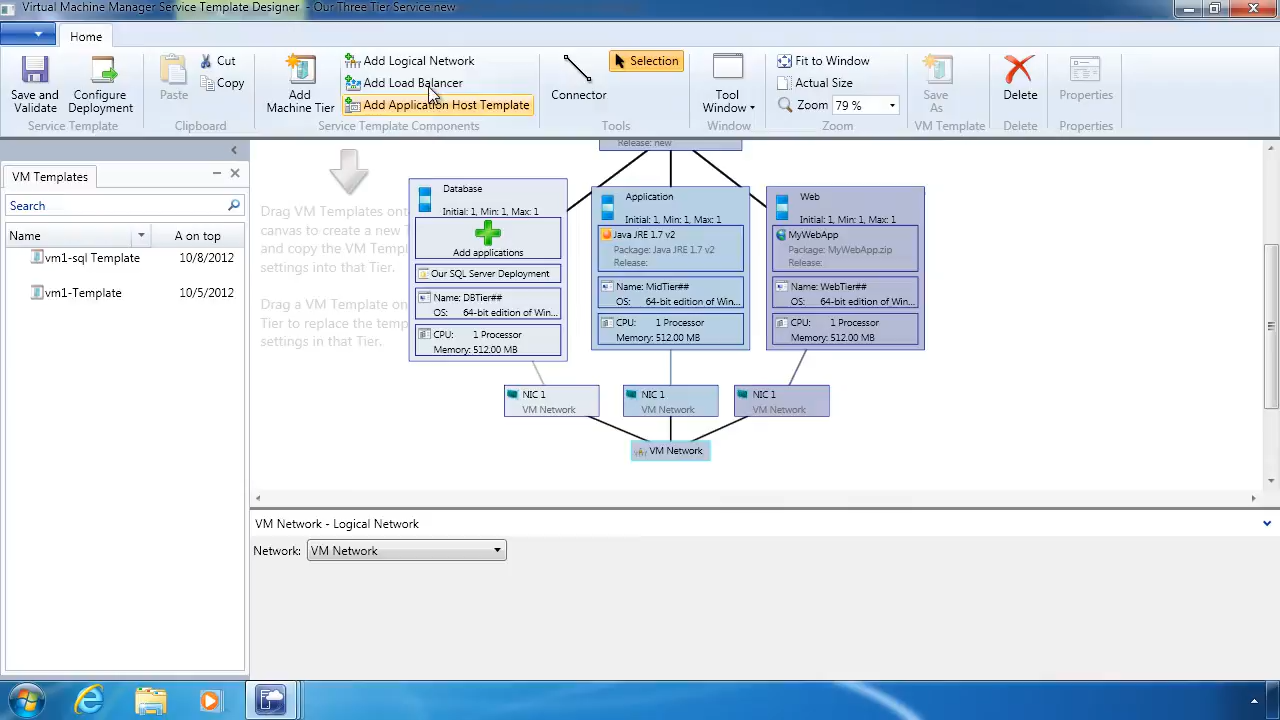 Virtual Machine Manager Service Template Designer - Our Three Tier Service new
Home
Save and Validate
Configure Deployment
Service Template
Paste
Cut
Copy
Clipboard
Add Machine Tier
Add Logical Network
Add Load Balancer
Add Application Host Template
Service Template Components
Connector
Selection
Tools
Tool Window
Window
Fit to Window
Actual Size
Zoom 79 %
Zoom
Save As
VM Template
Delete
Delete
Properties
Properties
VM Templates
Search
Name A on top
vm1-sql Template 10/8/2012
vm1-Template 10/5/2012
Drag VM Templates onto
canvas to create a new T
and copy the VM Templ
settings into that Tier.
Drag a VM Template on
Tier to replace the temp
settings in that Tier.
Release: new
Database
Initial: 1, Min: 1, Max: 1
Add applications
Our SQL Server Deployment
Name: DBTier##
OS: 64-bit edition of Win...
CPU: 1 Processor
Memory: 512.00 MB
Application
Initial: 1, Min: 1, Max: 1
Java JRE 1.7 v2
Package: Java JRE 1.7 v2
Release:
Name: MidTier##
OS: 64-bit edition of Win...
CPU: 1 Processor
Memory: 512.00 MB
Web
Initial: 1, Min: 1, Max: 1
MyWebApp
Package: MyWebApp.zip
Release:
Name: WebTier##
OS: 64-bit edition of Win...
CPU: 1 Processor
Memory: 512.00 MB
NIC 1
VM Network
NIC 1
VM Network
NIC 1
VM Network
VM Network
VM Network - Logical Network
Network: VM Network